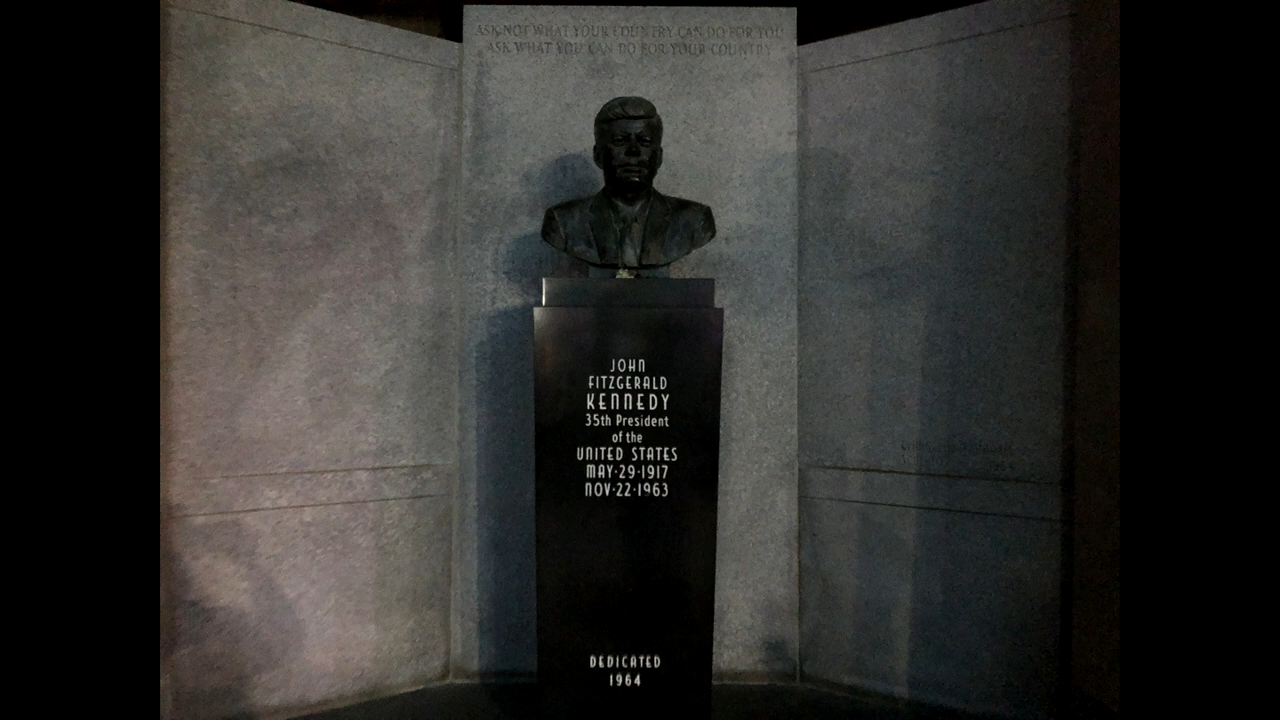 ASK NOT WHAT YOUR COUNTRY CAN DO FOR YOU
ASK WHAT YOU CAN DO FOR YOUR COUNTRY
JOHN
FITZGERALD
KENNEDY
35th President
of the
UNITED STATES
MAY·29·1917
NOV·22·1963
DEDICATED
1964